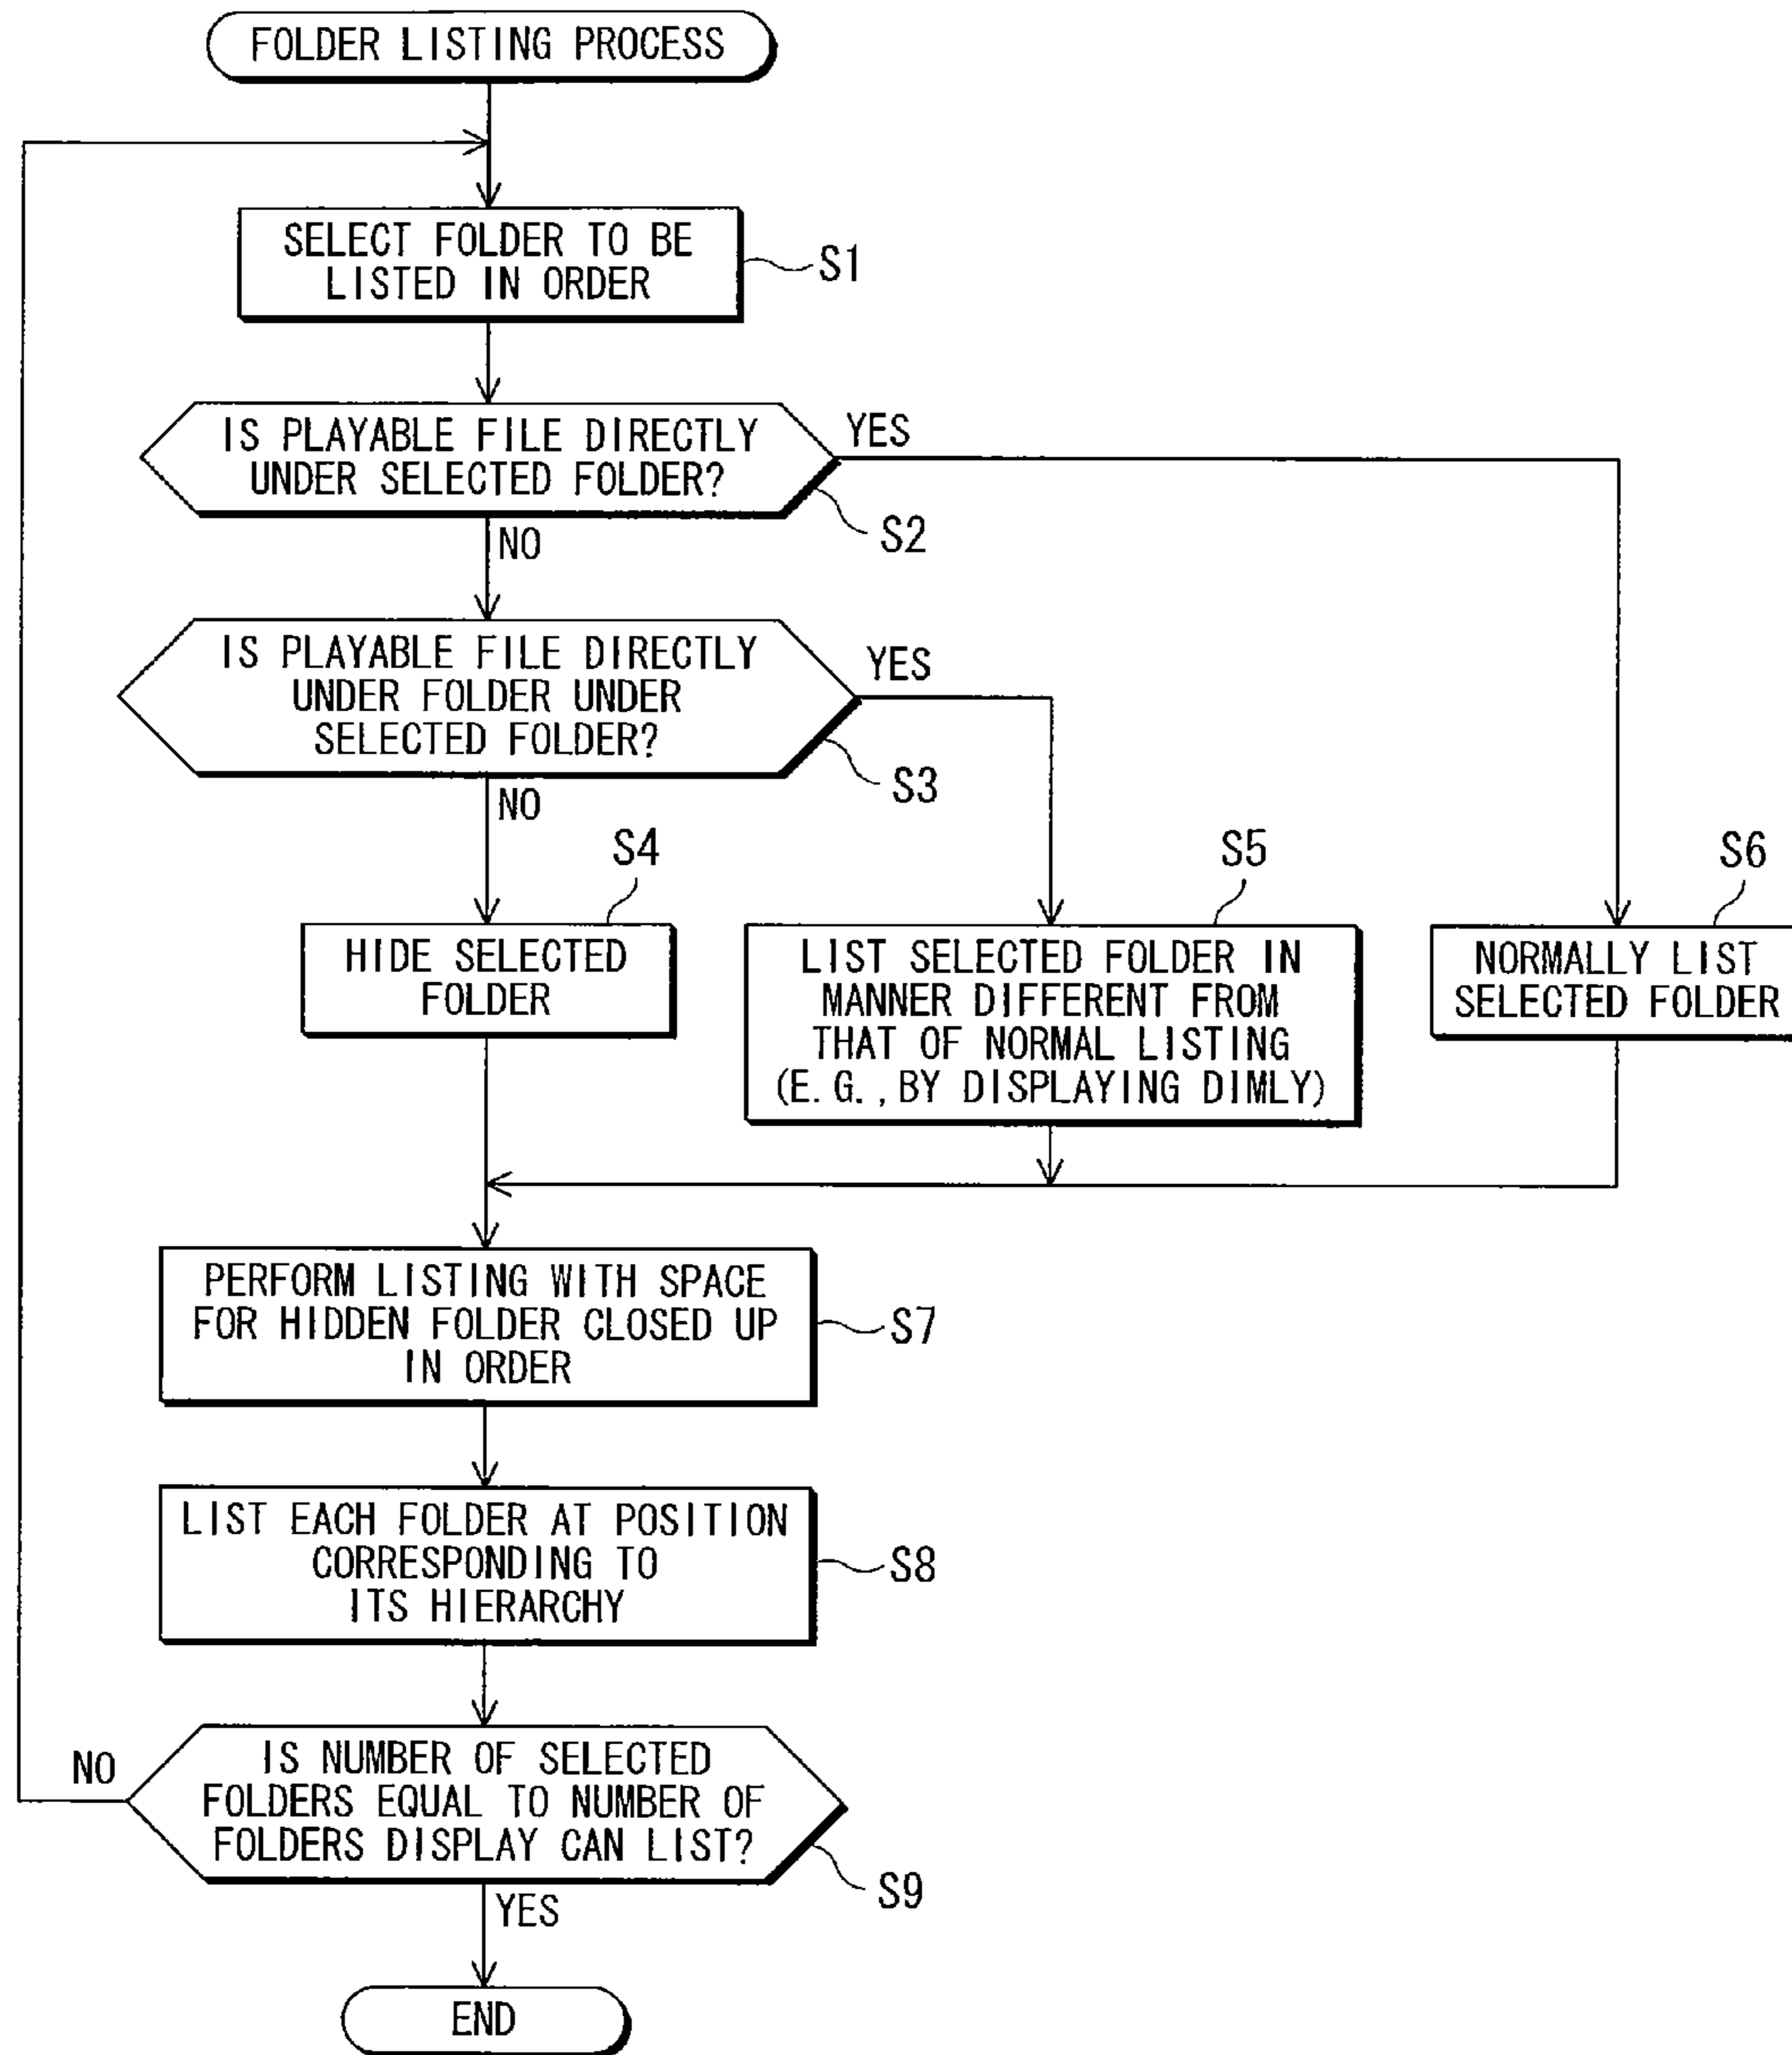 FOLDER LISTING PROCESS
SELECT FOLDER TO BE
LISTED IN ORDER
S1
IS PLAYABLE FILE DIRECTLY
UNDER SELECTED FOLDER?
YES
S2
NO
IS PLAYABLE FILE DIRECTLY
UNDER FOLDER UNDER
SELECTED FOLDER?
YES
S3
NO
S4
HIDE SELECTED
FOLDER
S5
LIST SELECTED FOLDER IN
MANNER DIFFERENT FROM
THAT OF NORMAL LISTING
(E.G.,BY DISPLAYING DIMLY)
S6
NORMALLY LIST
SELECTED FOLDER
PERFORM LISTING WITH SPACE
FOR HIDDEN FOLDER CLOSED UP
IN ORDER
S7
LIST EACH FOLDER AT POSITION
CORRESPONDING TO
ITS HIERARCHY
S8
NO
IS NUMBER OF SELECTED
FOLDERS EQUAL TO NUMBER OF
FOLDERS DISPLAY CAN LIST?
S9
YES
END